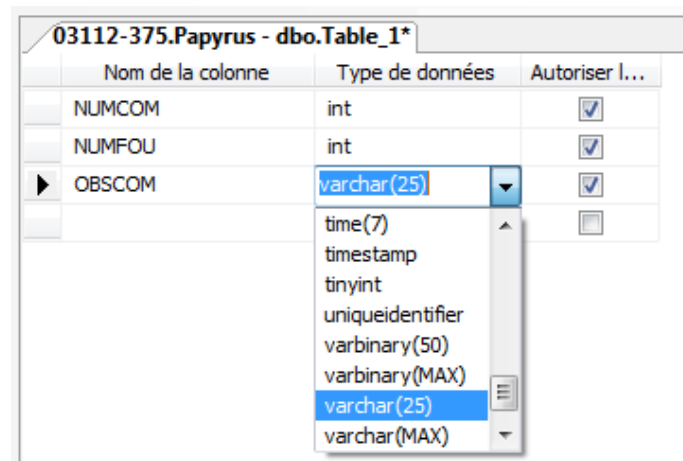 03112-375.Papyrus - dbo.Table_1*
Nom de la colonne Type de données Autoriser l...
NUMCOM int
NUMFOU int
OBSCOM varchar(25)
time(7)
timestamp
tinyint
uniqueidentifier
varbinary(50)
varbinary(MAX)
varchar(25)
varchar(MAX)